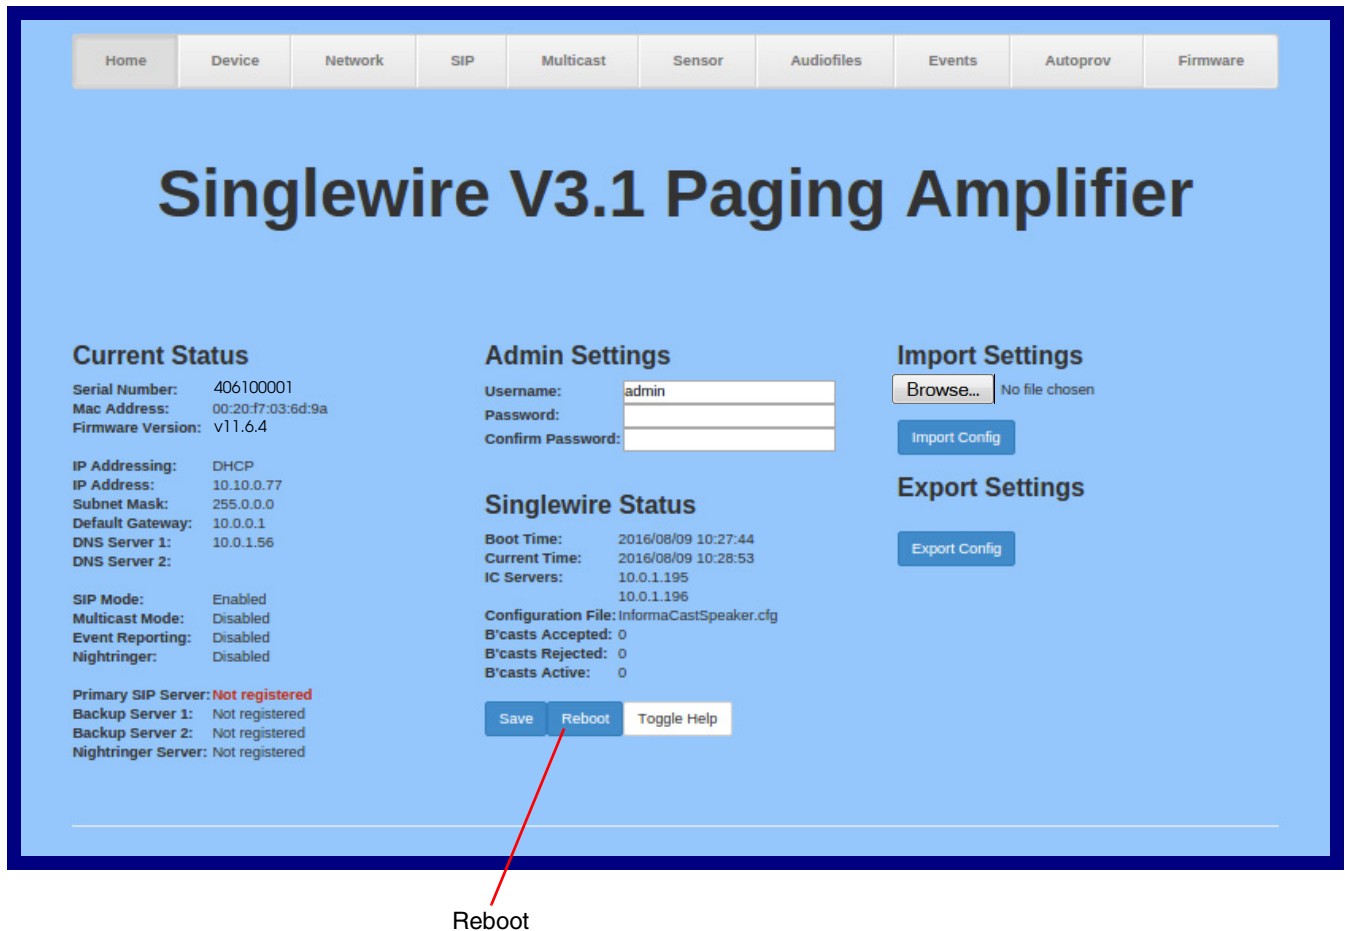 Home Device Network SIP Multicast Sensor Audiofiles Events Autoprov Firmware
Singlewire V3.1 Paging Amplifier
Current Status
Serial Number: 406100001
Mac Address: 00:20:f7:03:6d:9a
Firmware Version: v11.6.4
IP Addressing: DHCP
IP Address: 10.10.0.77
Subnet Mask: 255.0.0.0
Default Gateway: 10.0.0.1
DNS Server 1: 10.0.1.56
DNS Server 2:
SIP Mode: Enabled
Multicast Mode: Disabled
Event Reporting: Disabled
Nightringer: Disabled
Primary SIP Server: Not registered
Backup Server 1: Not registered
Backup Server 2: Not registered
Nightringer Server: Not registered
Admin Settings
Username: admin
Password:
Confirm Password:
Singlewire Status
Boot Time: 2016/08/09 10:27:44
Current Time: 2016/08/09 10:28:53
IC Servers: 10.0.1.195
10.0.1.196
Configuration File: InformaCastSpeaker.cfg
B'casts Accepted: 0
B'casts Rejected: 0
B'casts Active: 0
Save Reboot Toggle Help
Import Settings
Browse... No file chosen
Import Config
Export Settings
Export Config
Reboot